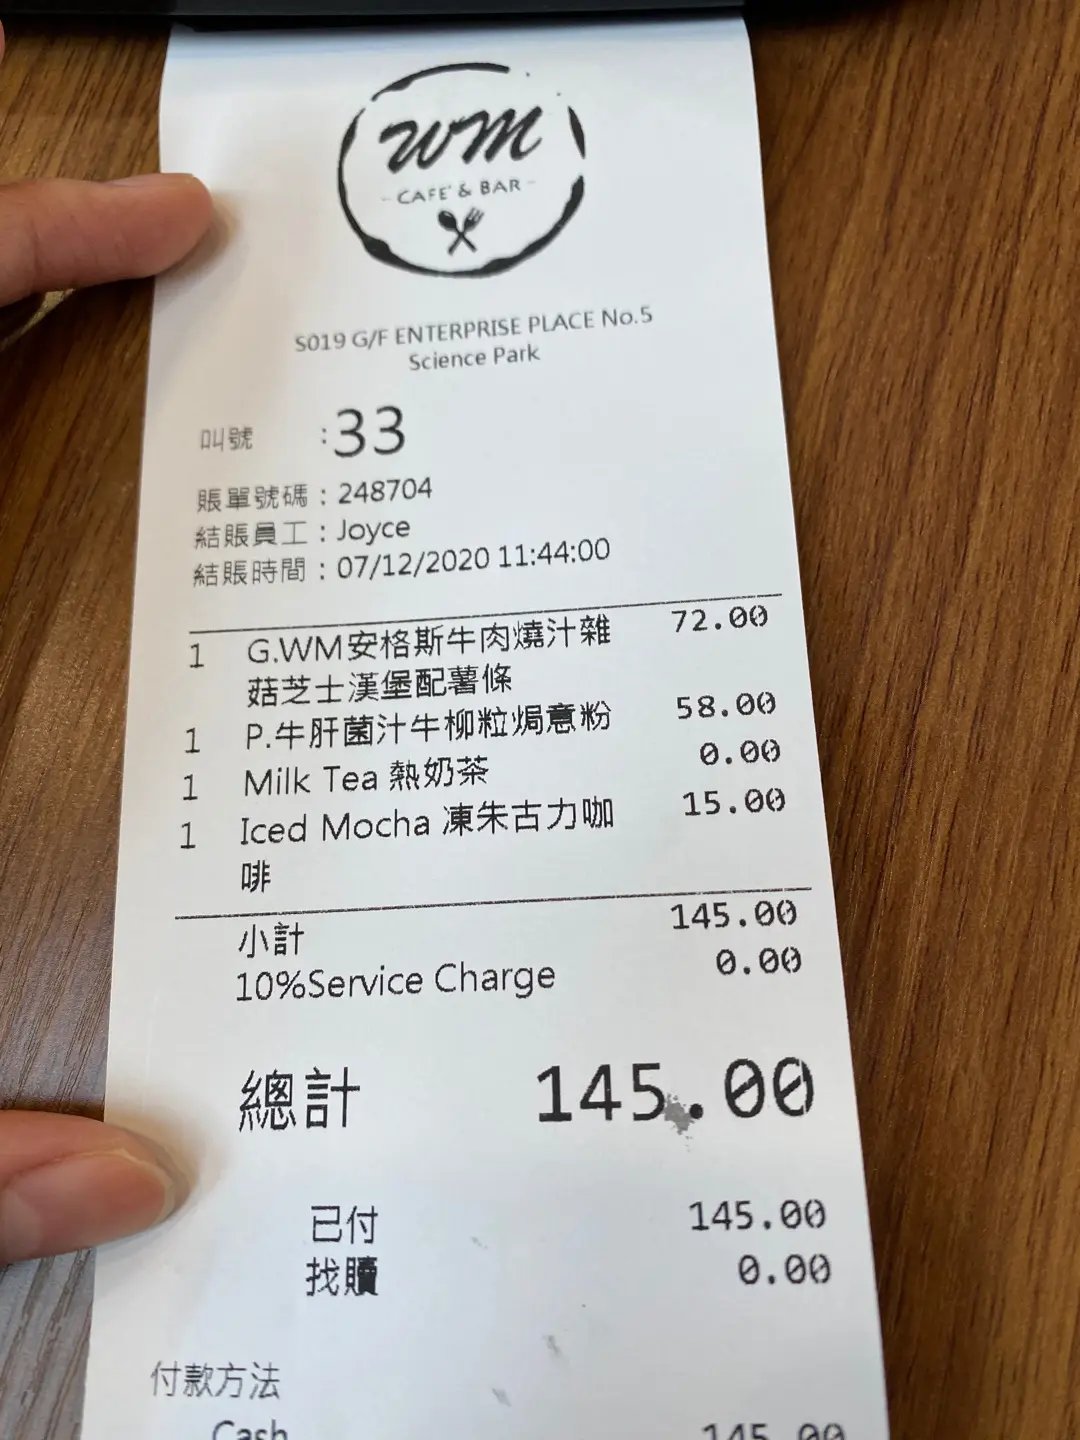 WM
- CAFE' & BAR -
S019 G/F ENTERPRISE PLACE No.5
Science Park
叫號 :33
賬單號碼 : 248704
結賬員工 : Joyce
結賬時間 : 07/12/2020 11:44:00
1 G.WM安格斯牛肉燒汁雜 72.00
菇芝士漢堡配薯條
1 P.牛肝菌汁牛柳粒焗意粉 58.00
1 Milk Tea 熱奶茶 0.00
1 Iced Mocha 凍朱古力咖 15.00
啡
小計 145.00
10%Service Charge 0.00
總計 145.00
已付 145.00
找贖 0.00
付款方法
Cash 145.00